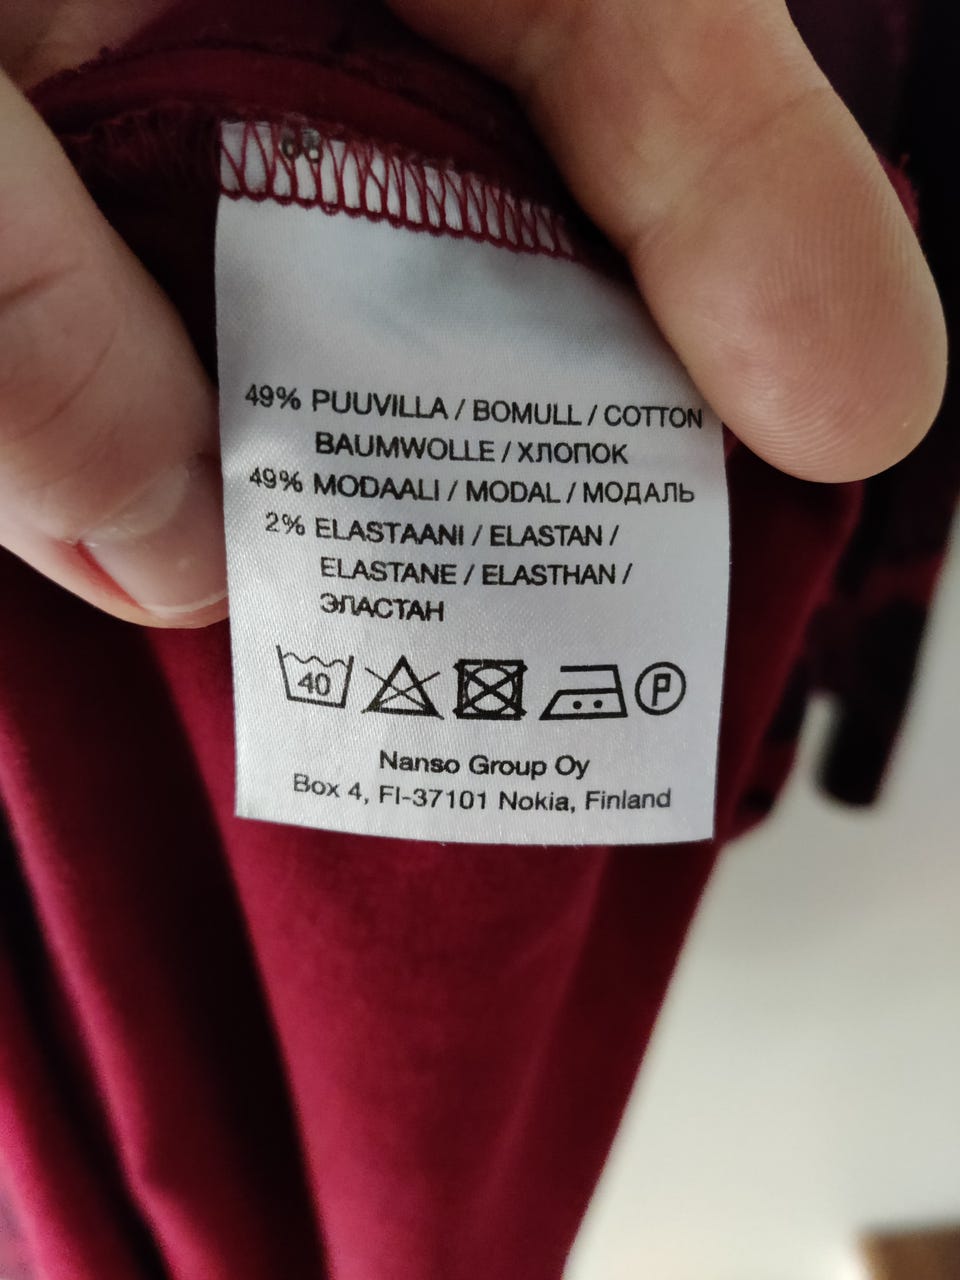 49% PUUVILLA / BOMULL / COTTON
BAUMWOLLE / ХЛОПОК
49% MODAALI / MODAL / МОДАЛЬ
2% ELASTAANI / ELASTAN /
ELASTANE / ELASTHAN /
ЭЛАСТАН
40 P
Nanso Group Oy
Box 4, FI-37101 Nokia, Finland